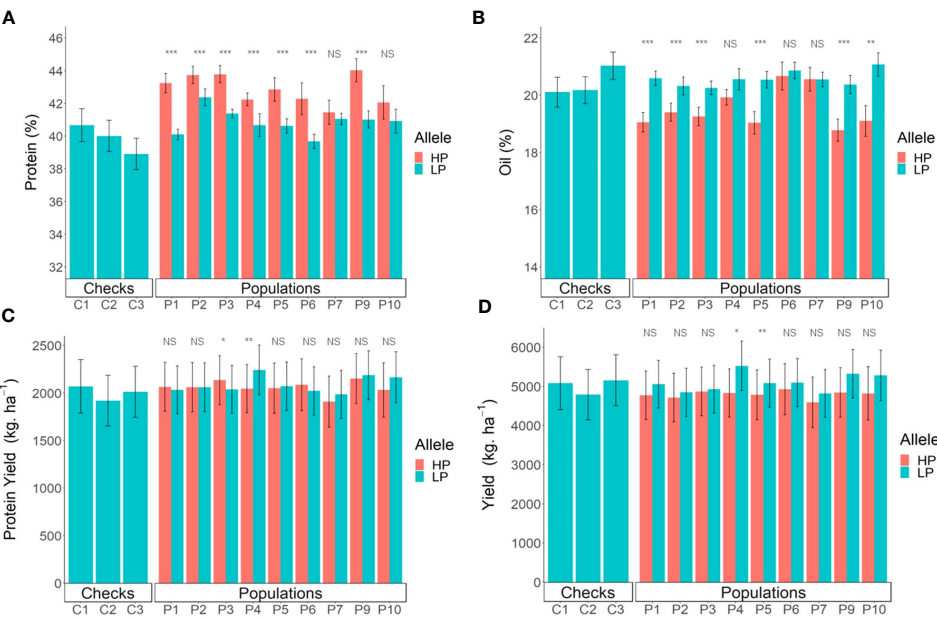 A
46
44
42
40
38
36
34
32
Protein (%)
*** *** *** *** *** *** NS *** NS
Allele
HP
LP
Checks Populations
C1 C2 C3 P1 P2 P3 P4 P5 P6 P7 P9 P10
B
22
20
18
16
14
Oil (%)
*** *** *** NS *** NS NS *** **
Allele
HP
LP
Checks Populations
C1 C2 C3 P1 P2 P3 P4 P5 P6 P7 P9 P10
C
2500
2000
1500
1000
500
0
Protein Yield (kg. ha⁻¹)
NS NS * ** NS NS NS NS NS
Allele
HP
LP
Checks Populations
C1 C2 C3 P1 P2 P3 P4 P5 P6 P7 P9 P10
D
6000
5000
4000
3000
2000
1000
0
Yield (kg. ha⁻¹)
NS NS NS * ** NS NS NS NS
Allele
HP
LP
Checks Populations
C1 C2 C3 P1 P2 P3 P4 P5 P6 P7 P9 P10